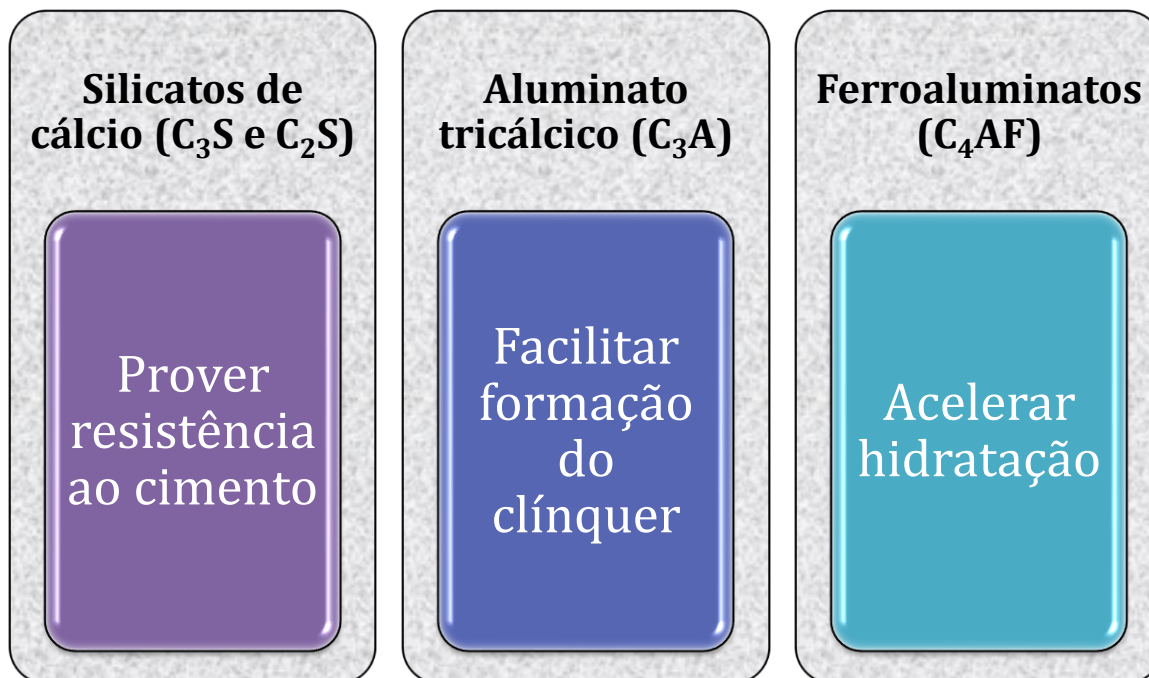 Silicatos de
cálcio (C₃S e C₂S)
Prover
resistência
ao cimento
Aluminato
tricálcico (C₃A)
Facilitar
formação
do
clínquer
Ferroaluminatos
(C₄AF)
Acelerar
hidratação